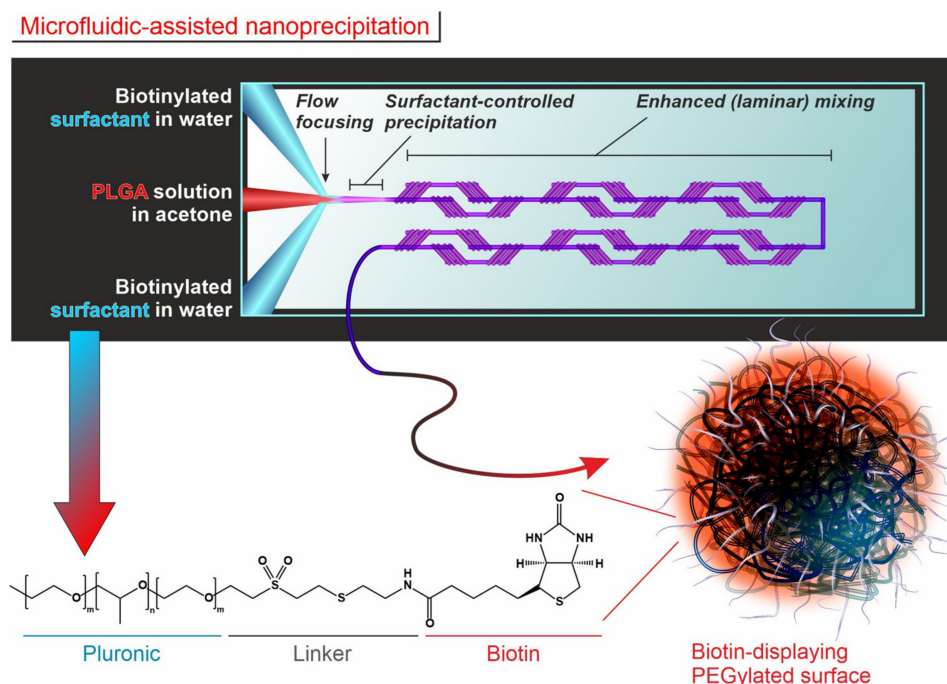 Microfluidic-assisted nanoprecipitation
Biotinylated
surfactant in water
Flow
focusing
Surfactant-controlled
precipitation
Enhanced (laminar) mixing
PLGA solution
in acetone
Biotinylated
surfactant in water
O
HN
NH
H
H
S
O
m
O
n
O
m
O
O
S
S
H
N
O
Pluronic
Linker
Biotin
Biotin-displaying
PEGylated surface